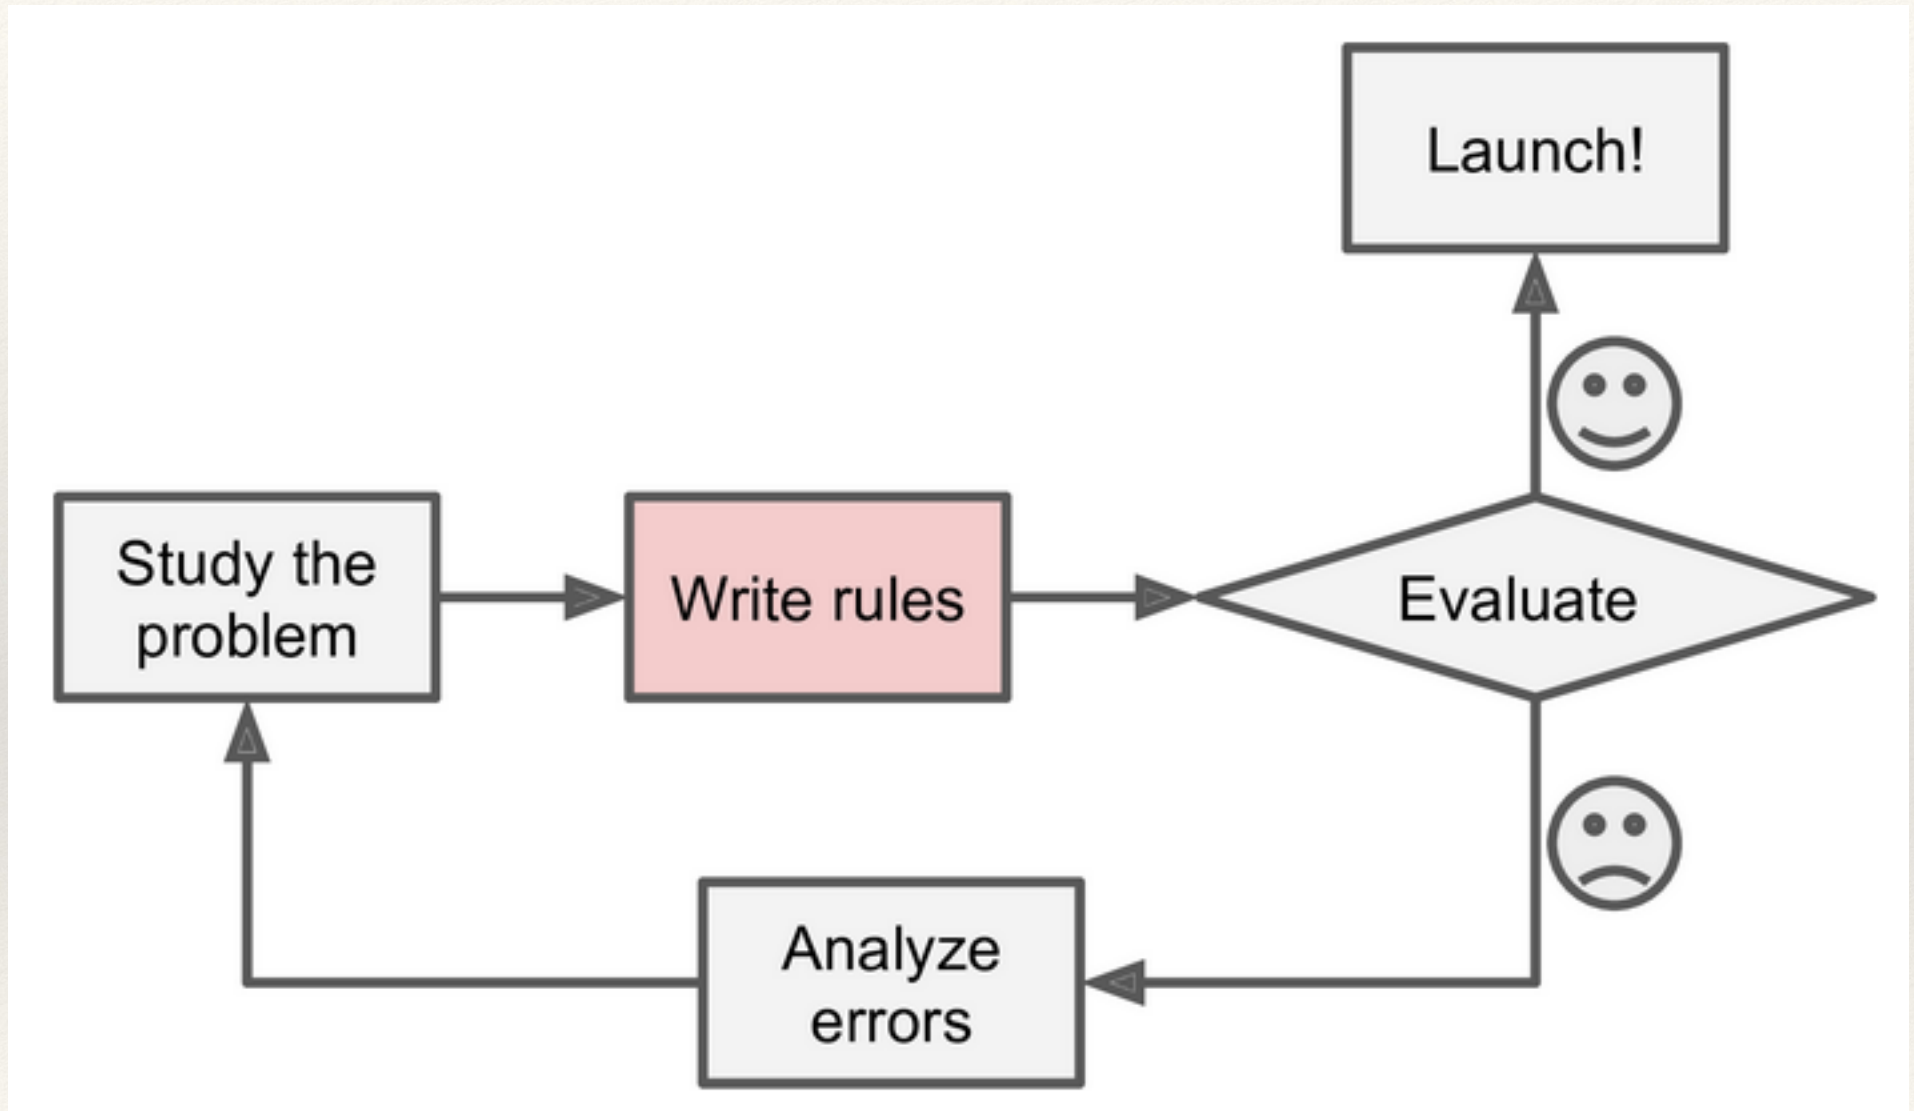 Launch!
Study the
problem
Write rules
Evaluate
Analyze
errors